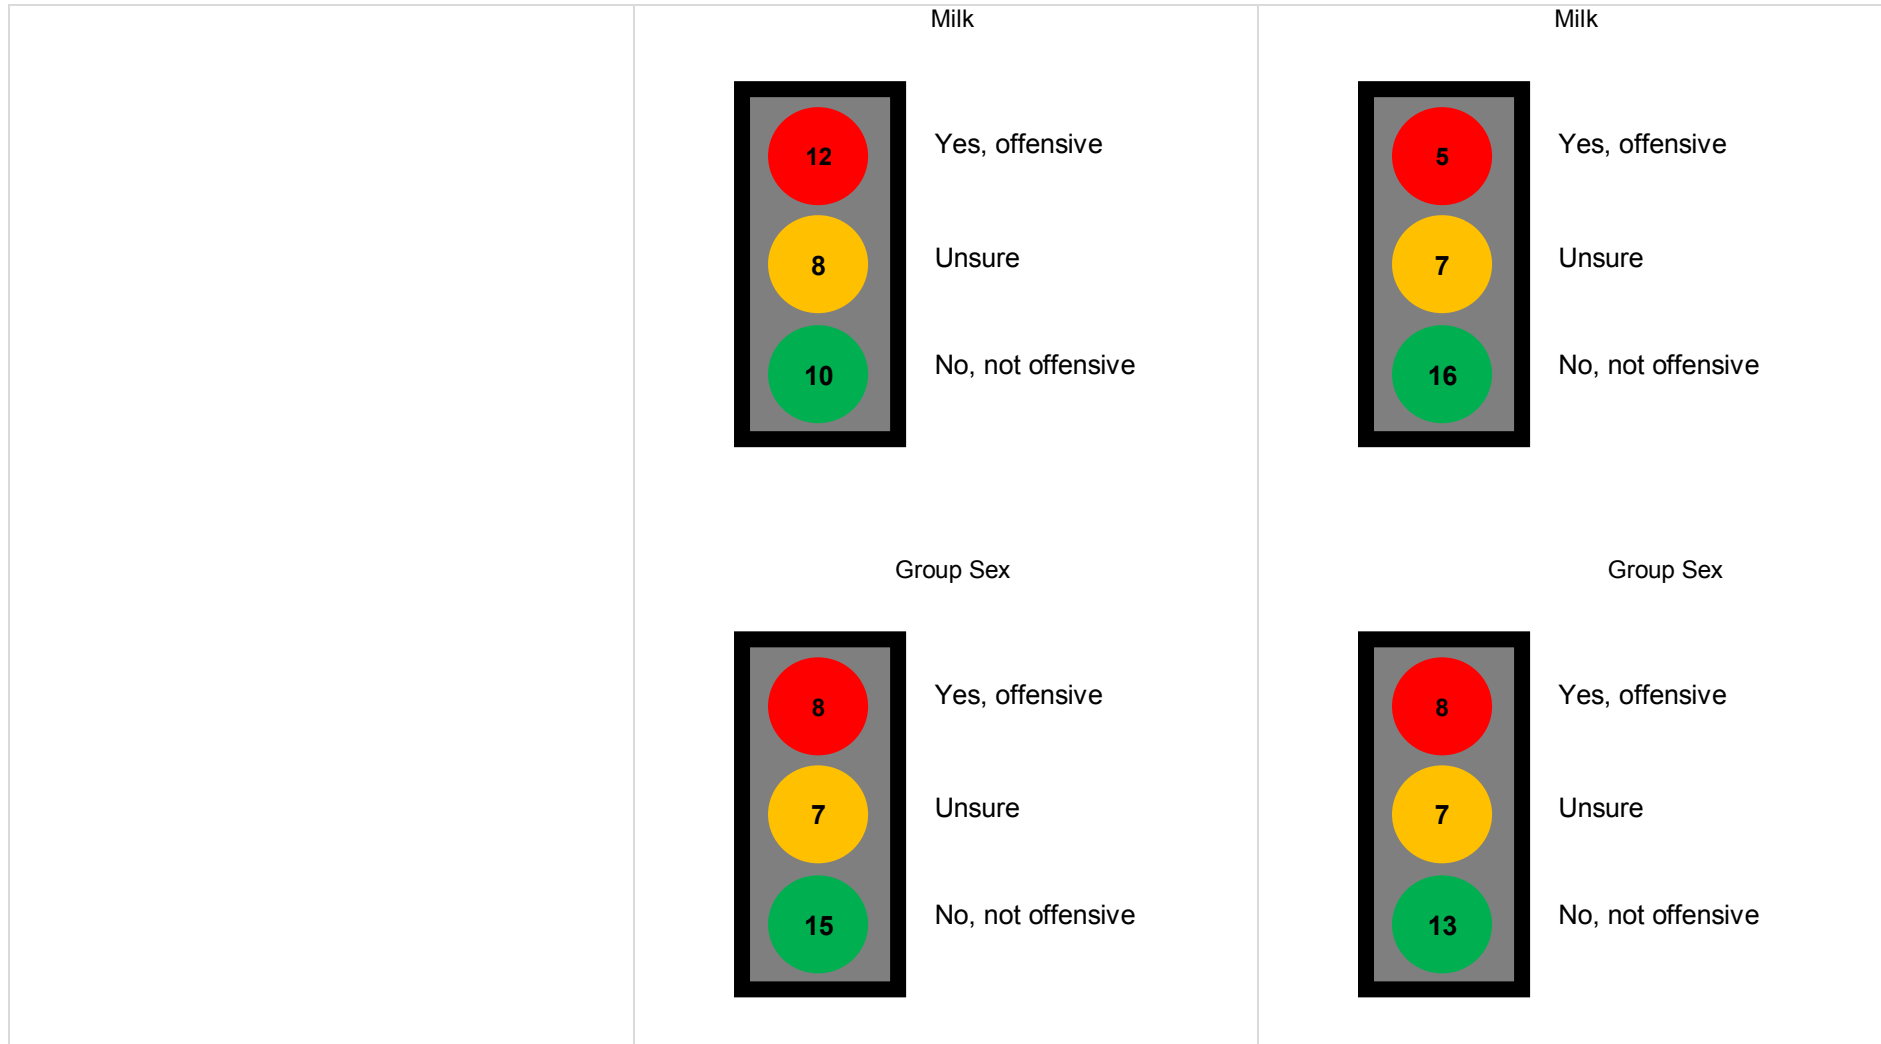 Milk
12 Yes, offensive
8 Unsure
10 No, not offensive
Group Sex
8 Yes, offensive
7 Unsure
15 No, not offensive
Milk
5 Yes, offensive
7 Unsure
16 No, not offensive
Group Sex
8 Yes, offensive
7 Unsure
13 No, not offensive